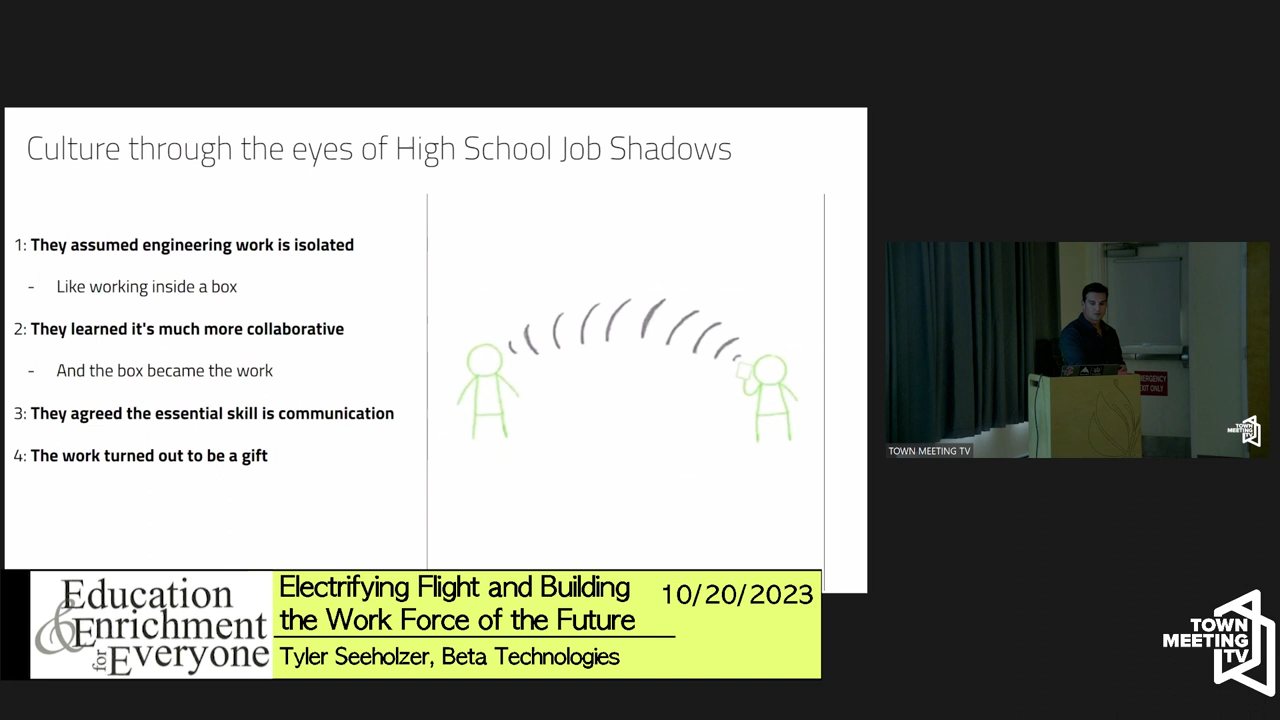 Culture through the eyes of High School Job Shadows
1: They assumed engineering work is isolated
- Like working inside a box
2: They learned it's much more collaborative
- And the box became the work
3: They agreed the essential skill is communication
4: The work turned out to be a gift
EMERGENCY
EXIT ONLY
TOWN
MEETING
TV
TOWN MEETING TV
Education
& Enrichment
for Everyone
Electrifying Flight and Building
the Work Force of the Future
10/20/2023
Tyler Seeholzer, Beta Technologies
TOWN
MEETING
TV